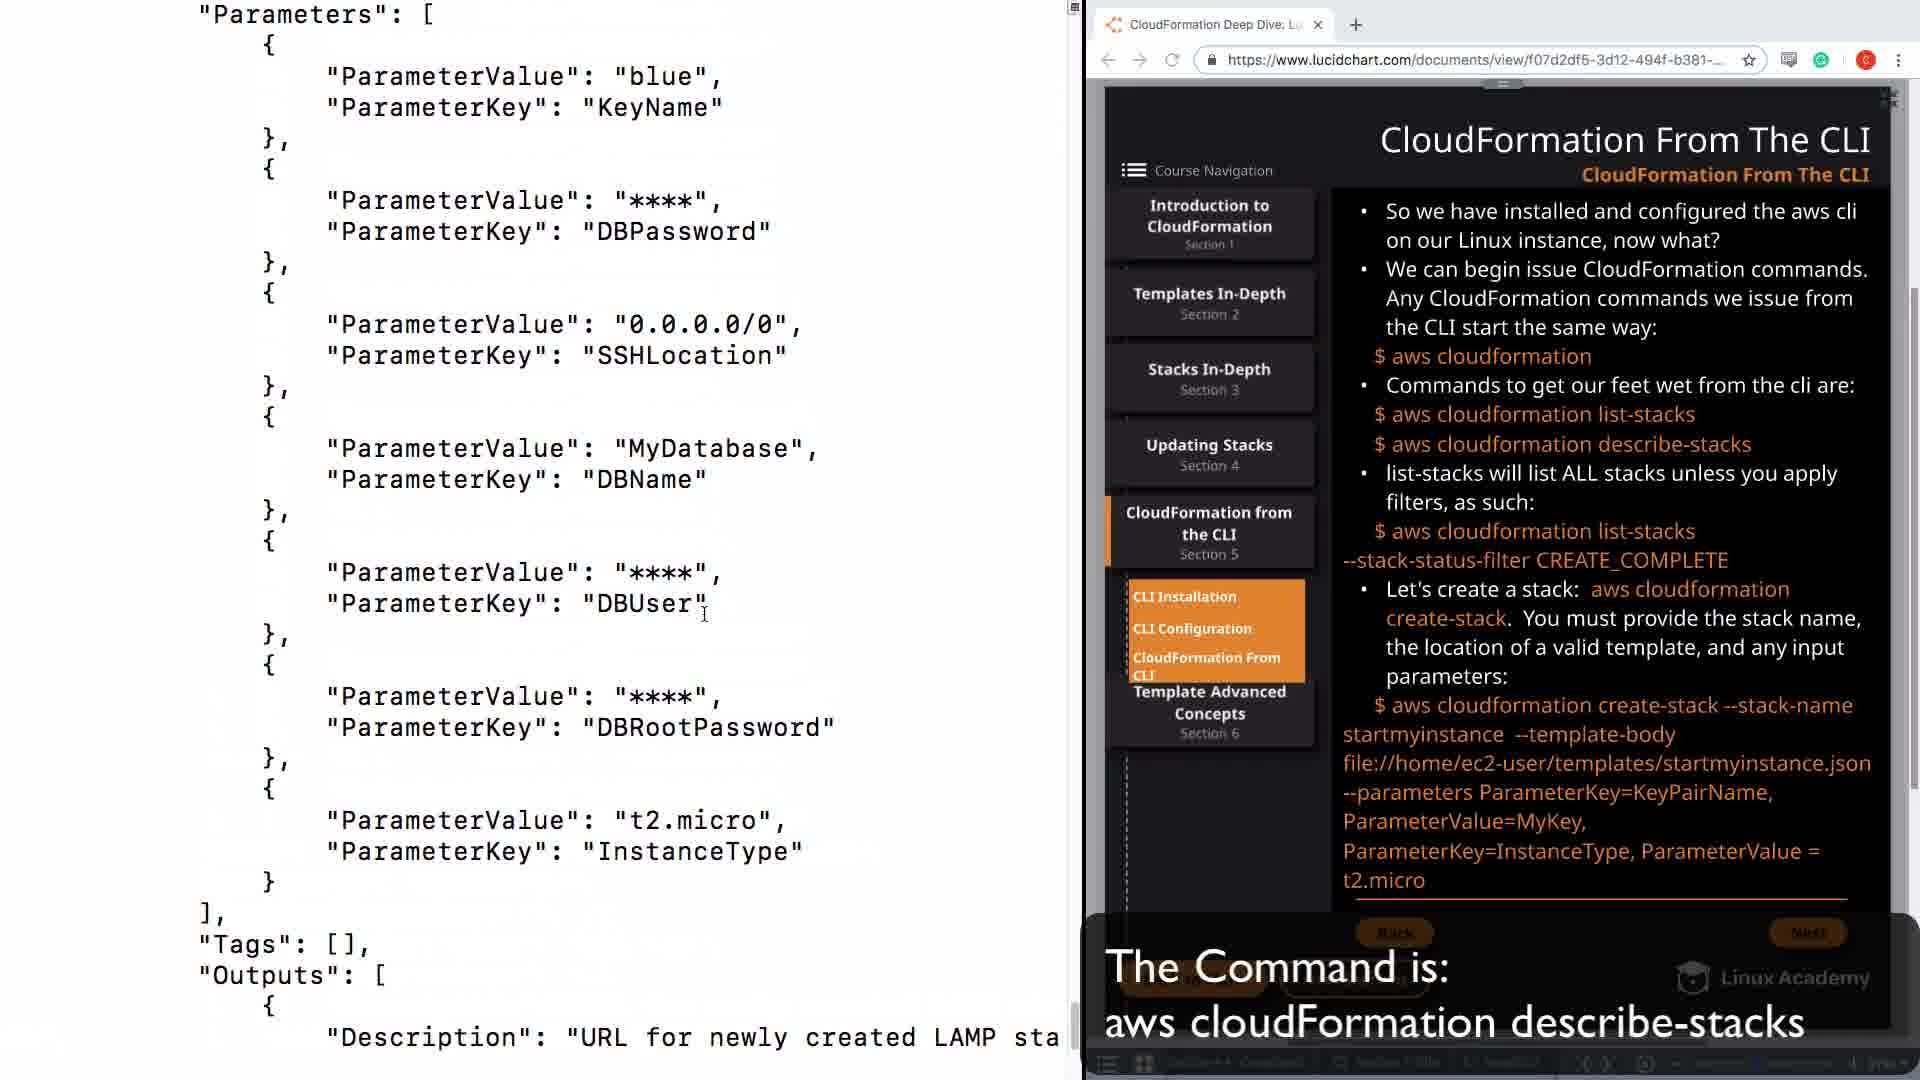 "Parameters": [
{
"ParameterValue": "blue",
"ParameterKey": "KeyName"
},
{
"ParameterValue": "****",
"ParameterKey": "DBPassword"
},
{
"ParameterValue": "0.0.0.0/0",
"ParameterKey": "SSHLocation"
},
{
"ParameterValue": "MyDatabase",
"ParameterKey": "DBName"
},
{
"ParameterValue": "****",
"ParameterKey": "DBUser"
},
{
"ParameterValue": "****",
"ParameterKey": "DBRootPassword"
},
{
"ParameterValue": "t2.micro",
"ParameterKey": "InstanceType"
}
],
"Tags": [],
"Outputs": [
{
"Description": "URL for newly created LAMP sta
CloudFormation Deep Dive: Lu
https://www.lucidchart.com/documents/view/f07d2df5-3d12-494f-b381-...
CloudFormation From The CLI
CloudFormation From The CLI
Course Navigation
Introduction to
CloudFormation
Section 1
Templates In-Depth
Section 2
Stacks In-Depth
Section 3
Updating Stacks
Section 4
CloudFormation from
the CLI
Section 5
CLI Installation
CLI Configuration
CloudFormation From
CLI
Template Advanced
Concepts
Section 6
• So we have installed and configured the aws cli
on our Linux instance, now what?
• We can begin issue CloudFormation commands.
Any CloudFormation commands we issue from
the CLI start the same way:
$ aws cloudformation
• Commands to get our feet wet from the cli are:
$ aws cloudformation list-stacks
$ aws cloudformation describe-stacks
• list-stacks will list ALL stacks unless you apply
filters, as such:
$ aws cloudformation list-stacks
--stack-status-filter CREATE_COMPLETE
• Let's create a stack: aws cloudformation
create-stack. You must provide the stack name,
the location of a valid template, and any input
parameters:
$ aws cloudformation create-stack --stack-name
startmyinstance --template-body
file://home/ec2-user/templates/startmyinstance.json
--parameters ParameterKey=KeyPairName,
ParameterValue=MyKey,
ParameterKey=InstanceType, ParameterValue =
t2.micro
Back
Next
Linux Academy
The Command is:
aws cloudFormation describe-stacks